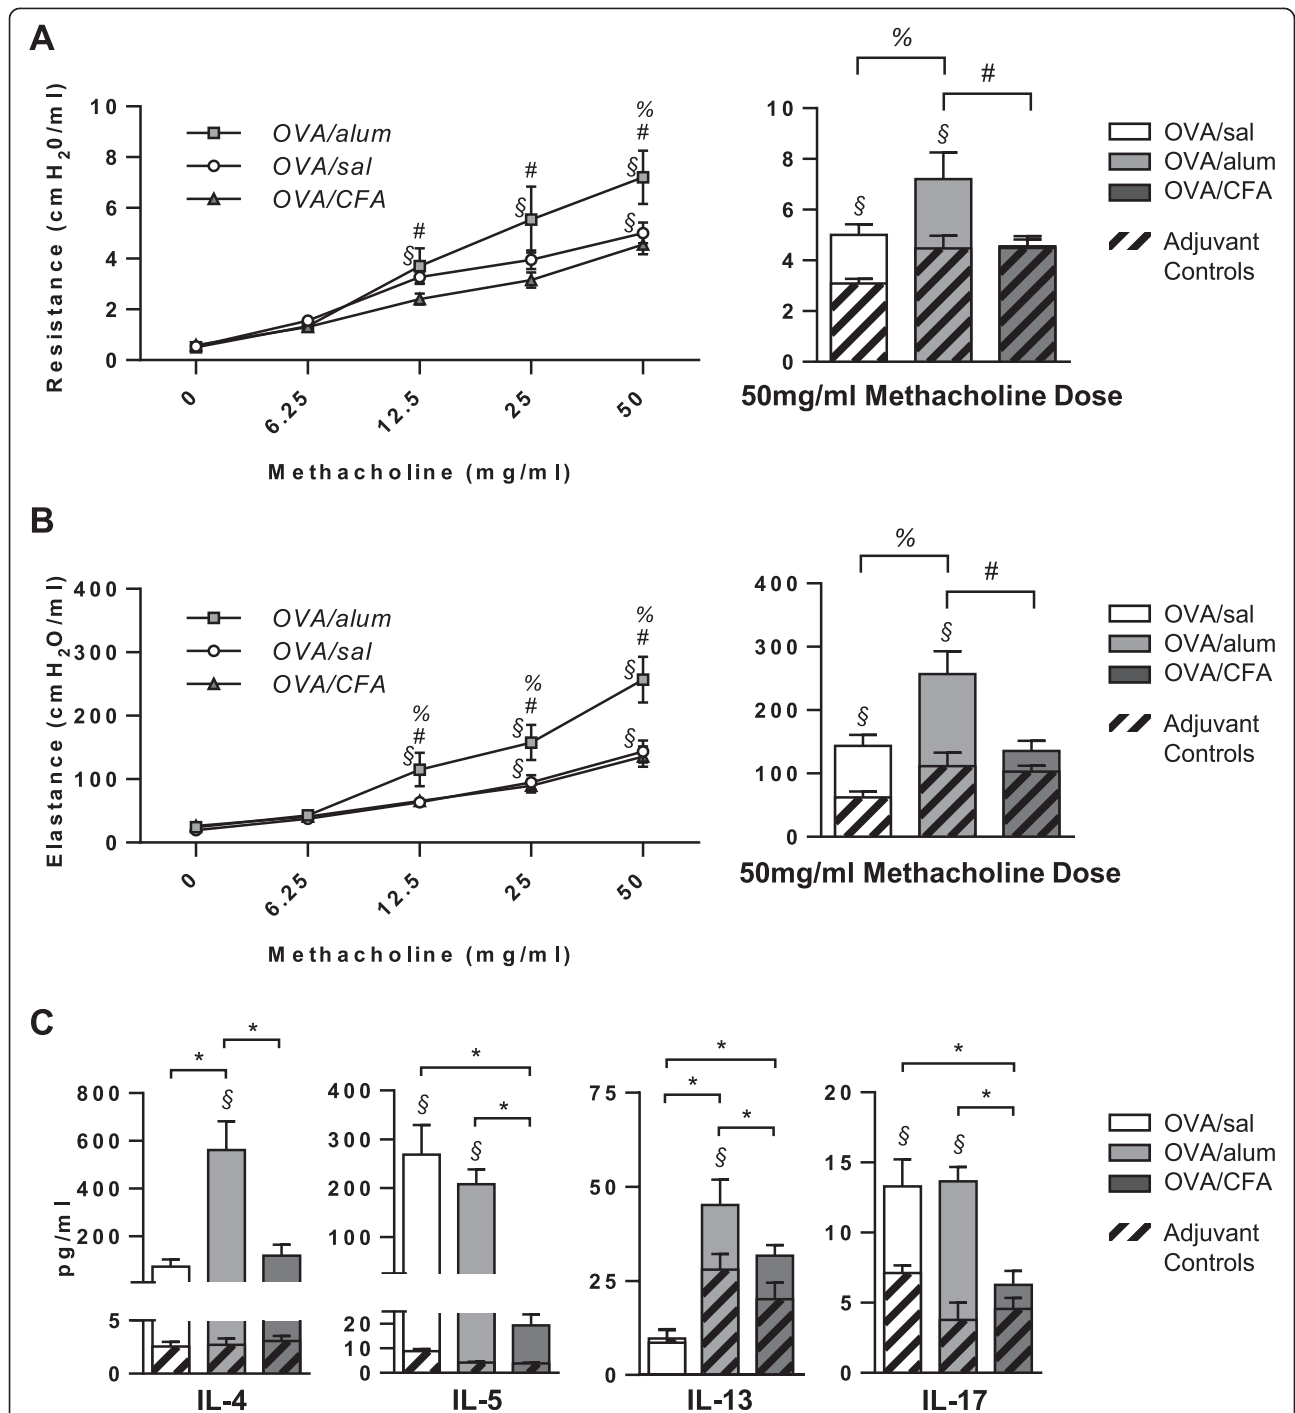 A
%
#
10
8
6
4
2
0
Resistance (cmH20/ml)
OVA/alum
OVA/sal
OVA/CFA
#
§
#
§
%
#
§
§
0
6.25
12.5
25
50
Methacholine (mg/ml)
10
8
6
4
2
0
§
§
50mg/ml Methacholine Dose
OVA/sal
OVA/alum
OVA/CFA
Adjuvant
Controls
B
%
#
400
300
200
100
0
Elastance (cmH2O/ml)
OVA/alum
OVA/sal
OVA/CFA
%
#
§
%
#
§
§
%
#
§
§
0
6.25
12.5
25
50
Methacholine (mg/ml)
400
300
200
100
0
§
§
50mg/ml Methacholine Dose
OVA/sal
OVA/alum
OVA/CFA
Adjuvant
Controls
C
pg/ml
*
*
800
600
400
200
5
0
§
IL-4
*
*
400
300
200
100
20
10
0
§
§
IL-5
*
*
*
75
50
25
0
§
IL-13
*
*
20
15
10
5
0
§
§
IL-17
OVA/sal
OVA/alum
OVA/CFA
Adjuvant
Controls